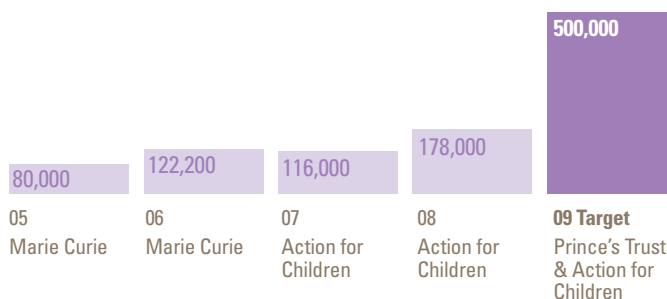 500,000
80,000
122,200
116,000
178,000
05
Marie Curie
06
Marie Curie
07
Action for
Children
08
Action for
Children
09 Target
Prince’s Trust
& Action for
Children